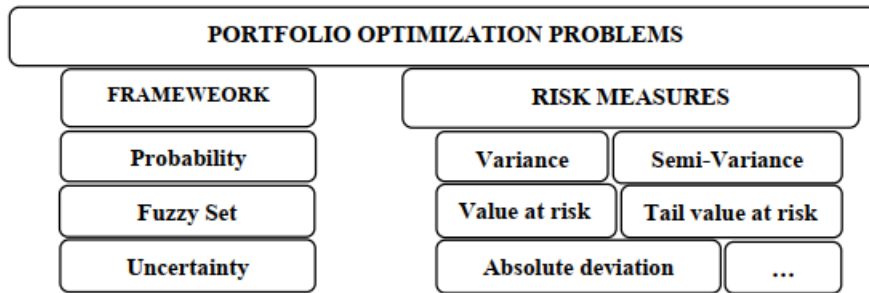 PORTFOLIO OPTIMIZATION PROBLEMS
FRAMEWEORK
RISK MEASURES
Probability
Variance
Semi-Variance
Fuzzy Set
Value at risk
Tail value at risk
Uncertainty
Absolute deviation
...